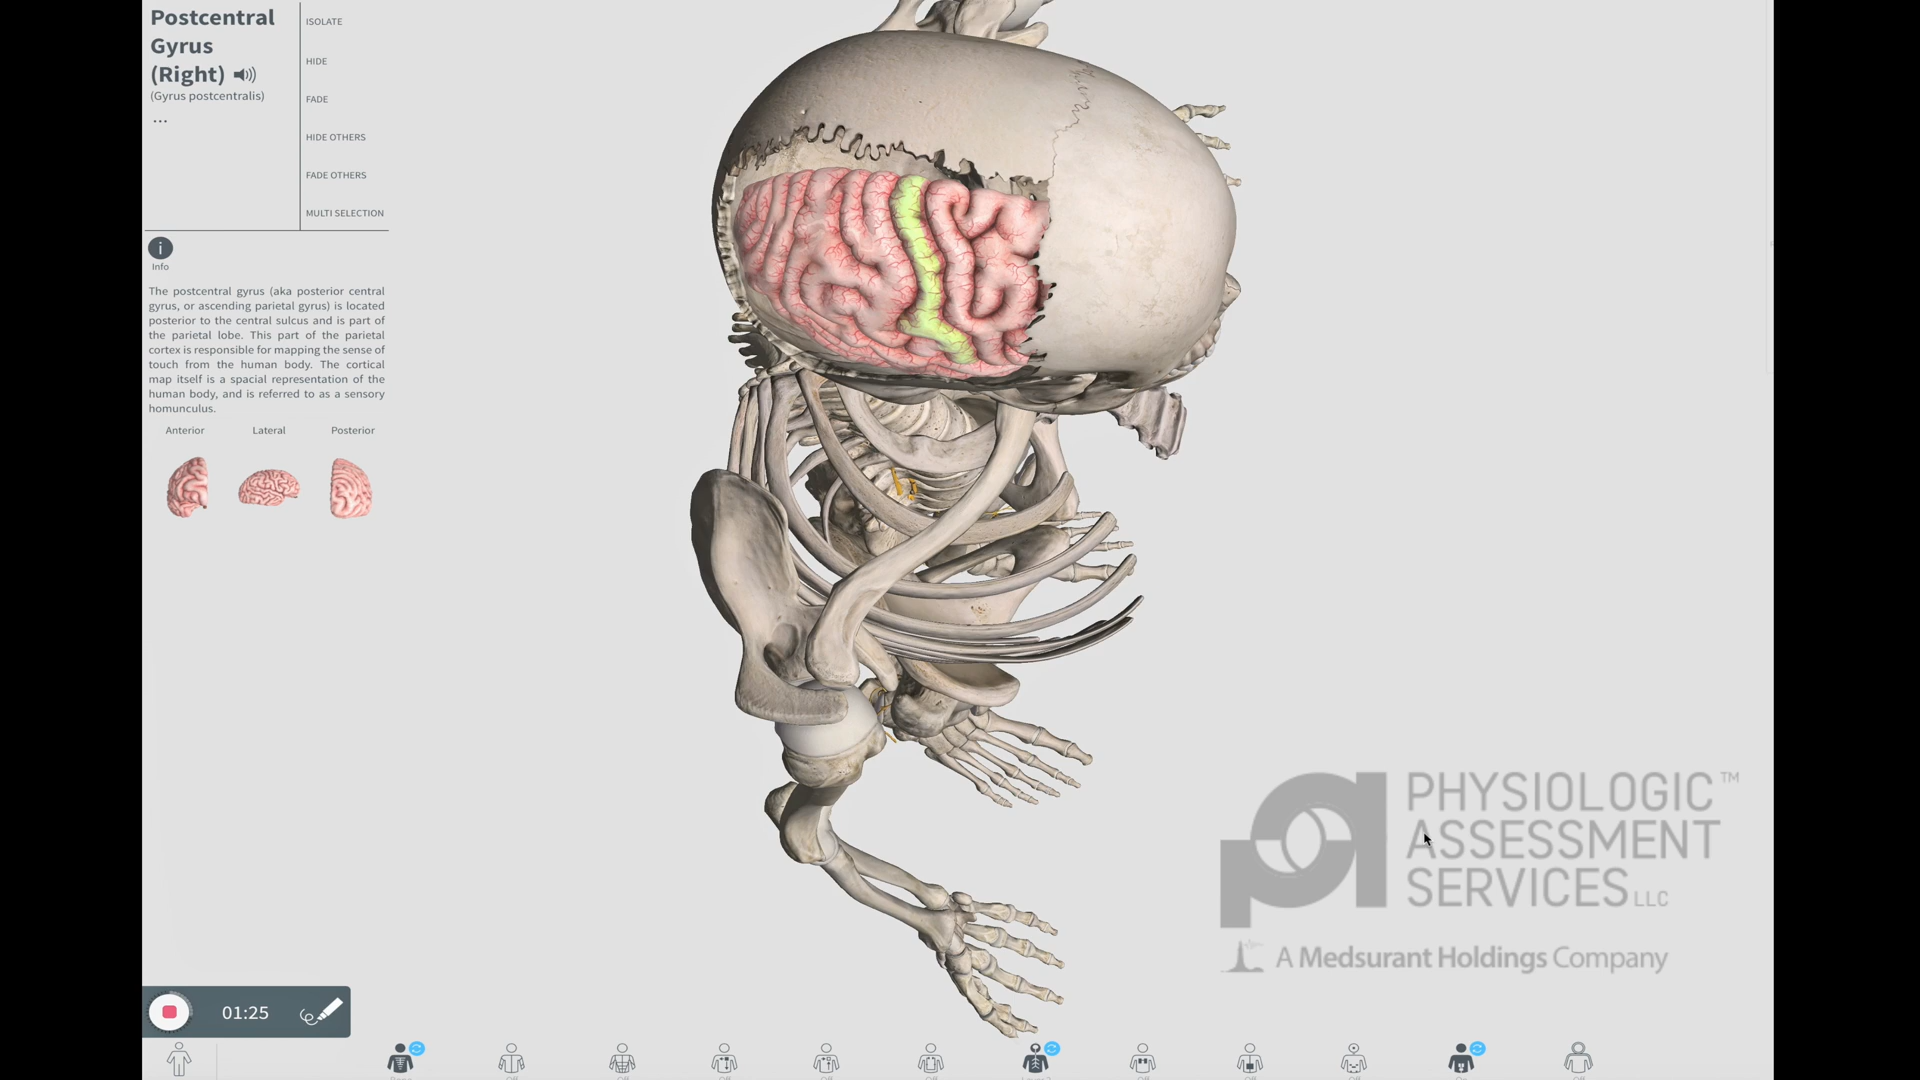 Postcentral
Gyrus
(Right)
(Gyrus postcentralis)
...
ISOLATE
HIDE
FADE
HIDE OTHERS
FADE OTHERS
MULTI SELECTION
i
Info
The postcentral gyrus (aka posterior central
gyrus, or ascending parietal gyrus) is located
posterior to the central sulcus and is part of
the parietal lobe. This part of the parietal
cortex is responsible for mapping the sense of
touch from the human body. The cortical
map itself is a spacial representation of the
human body, and is referred to as a sensory
homunculus.
Anterior Lateral Posterior
PHYSIOLOGIC™
ASSESSMENT
SERVICES LLC
A Medsurant Holdings Company
01:25